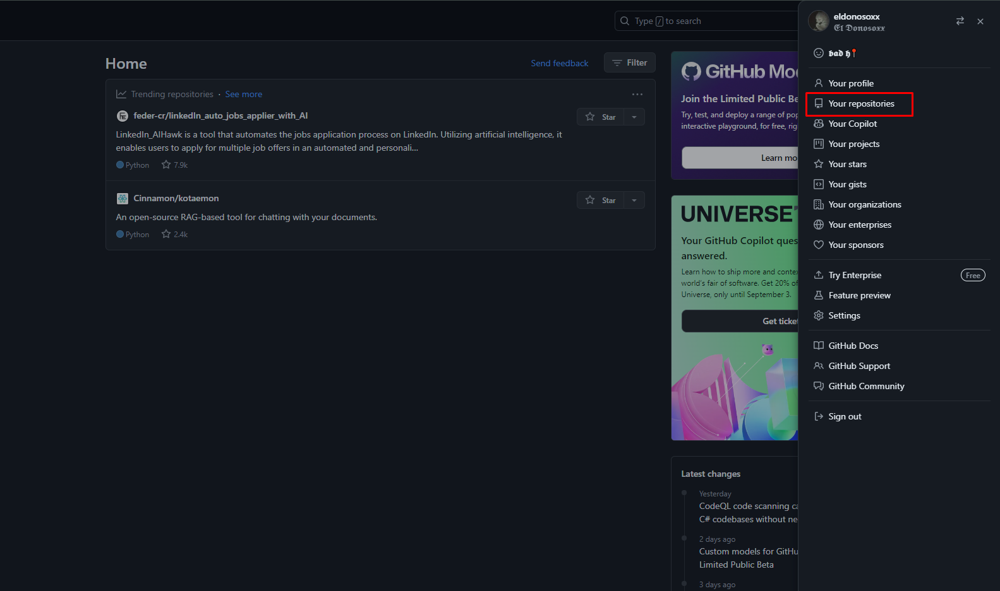 Type / to search
Home
Send feedback
Filter
Trending repositories · See more
feder-cr/linkedIn_auto_jobs_applier_with_AI
Star
LinkedIn_AIHawk is a tool that automates the jobs application process on LinkedIn. Utilizing artificial intelligence, it
enables users to apply for multiple job offers in an automated and personali...
Python
7.9k
Cinnamon/kotaemon
Star
An open-source RAG-based tool for chatting with your documents.
Python
2.4k
GitHub Mo
Join the Limited Public Be
Try, test, and deploy a range of pop
interactive playground, for free, rig
Learn mo
UNIVERSE
Your GitHub Copilot ques
answered.
Learn how to ship more and contex
world's fair of software. Get 20% of
Universe, only until September 3.
Get ticke
Latest changes
Yesterday
CodeQL code scanning ca
C# codebases without ne
2 days ago
Custom models for GitHu
Limited Public Beta
3 days ago
eldonosoxx
𝕰𝖑 𝕯𝖔𝖓𝖔𝖘𝖔𝖝𝖝
𝖇𝖆𝖉 𝖍📍
Your profile
Your repositories
Your Copilot
Your projects
Your stars
Your gists
Your organizations
Your enterprises
Your sponsors
Try Enterprise
Free
Feature preview
Settings
GitHub Docs
GitHub Support
GitHub Community
Sign out